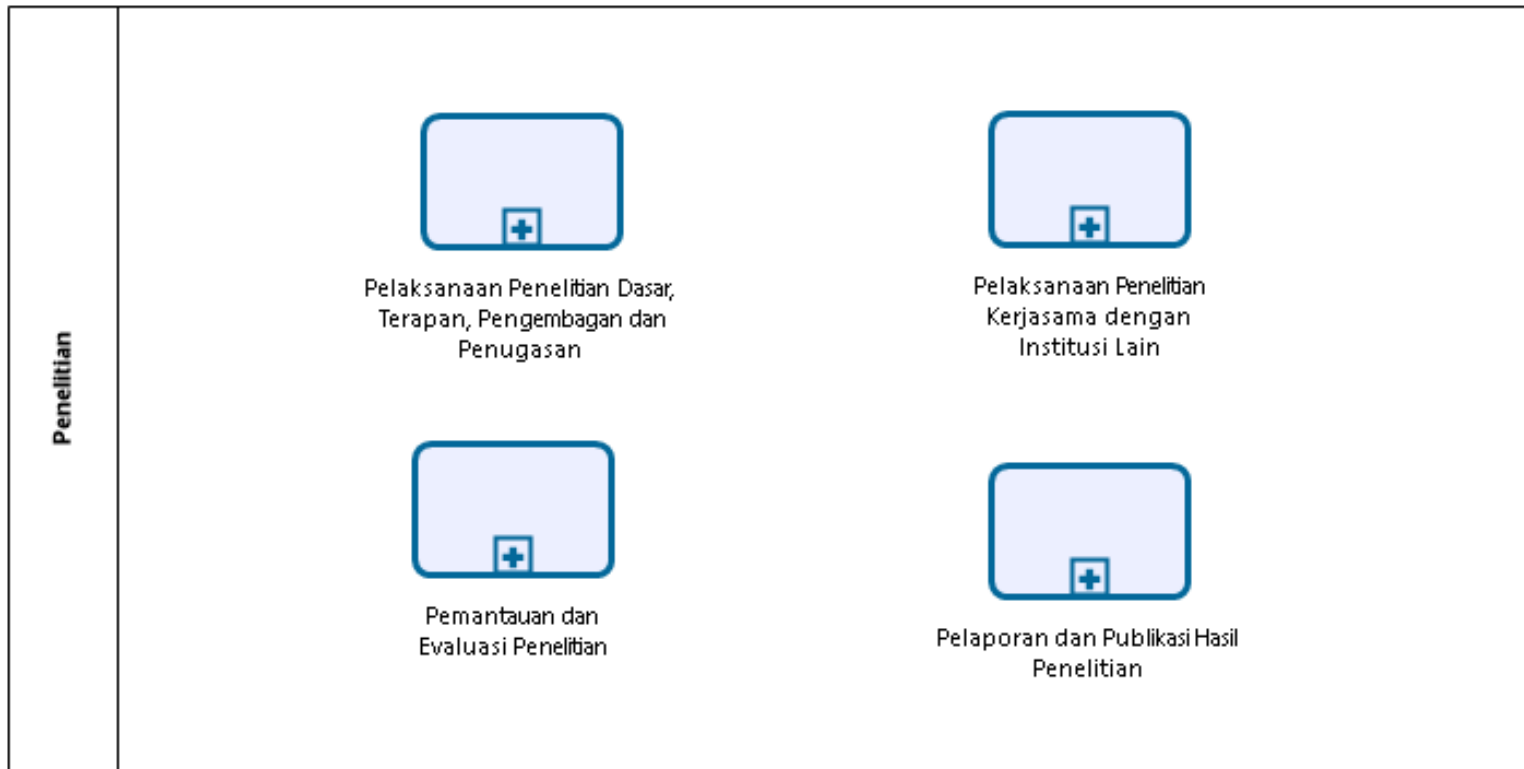 Penelitian
Pelaksanaan Penelitian Dasar,
Terapan, Pengembagan dan
Penugasan
Pelaksanaan Penelitian
Kerjasama dengan
Institusi Lain
Pemantauan dan
Evaluasi Penelitian
Pelaporan dan Publikasi Hasil
Penelitian